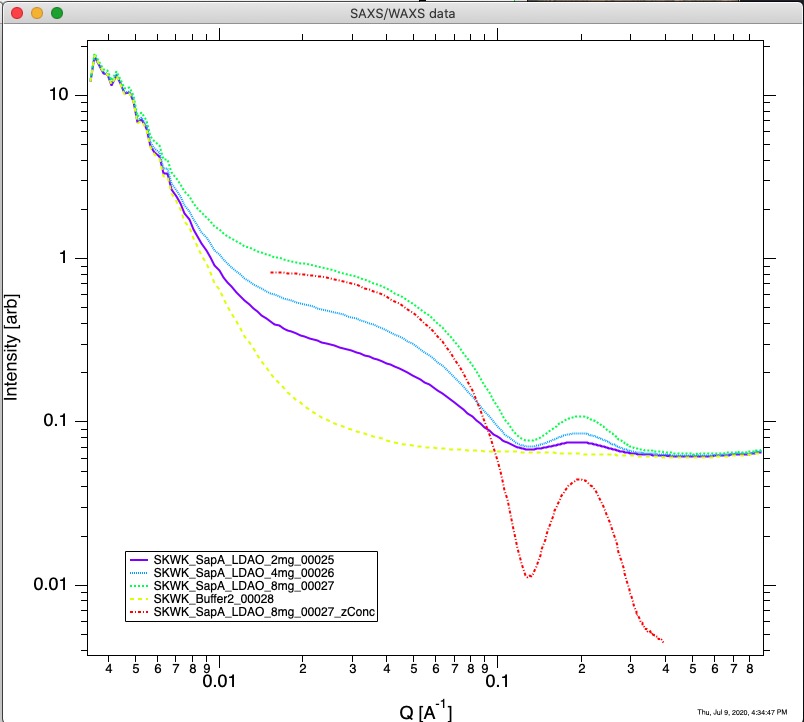 SAXS/WAXS data
10
1
0.1
0.01
Intensity [arb]
SKWK_SapA_LDAO_2mg_00025
SKWK_SapA_LDAO_4mg_00026
SKWK_SapA_LDAO_8mg_00027
SKWK_Buffer2_00028
SKWK_SapA_LDAO_8mg_00027_zConc
4 5 6 7 8 9 2 3 4 5 6 7 8 9 2 3 4 5 6 7 8
0.01 0.1
Q [A⁻¹]
Thu, Jul 9, 2020, 4:34:47 PM